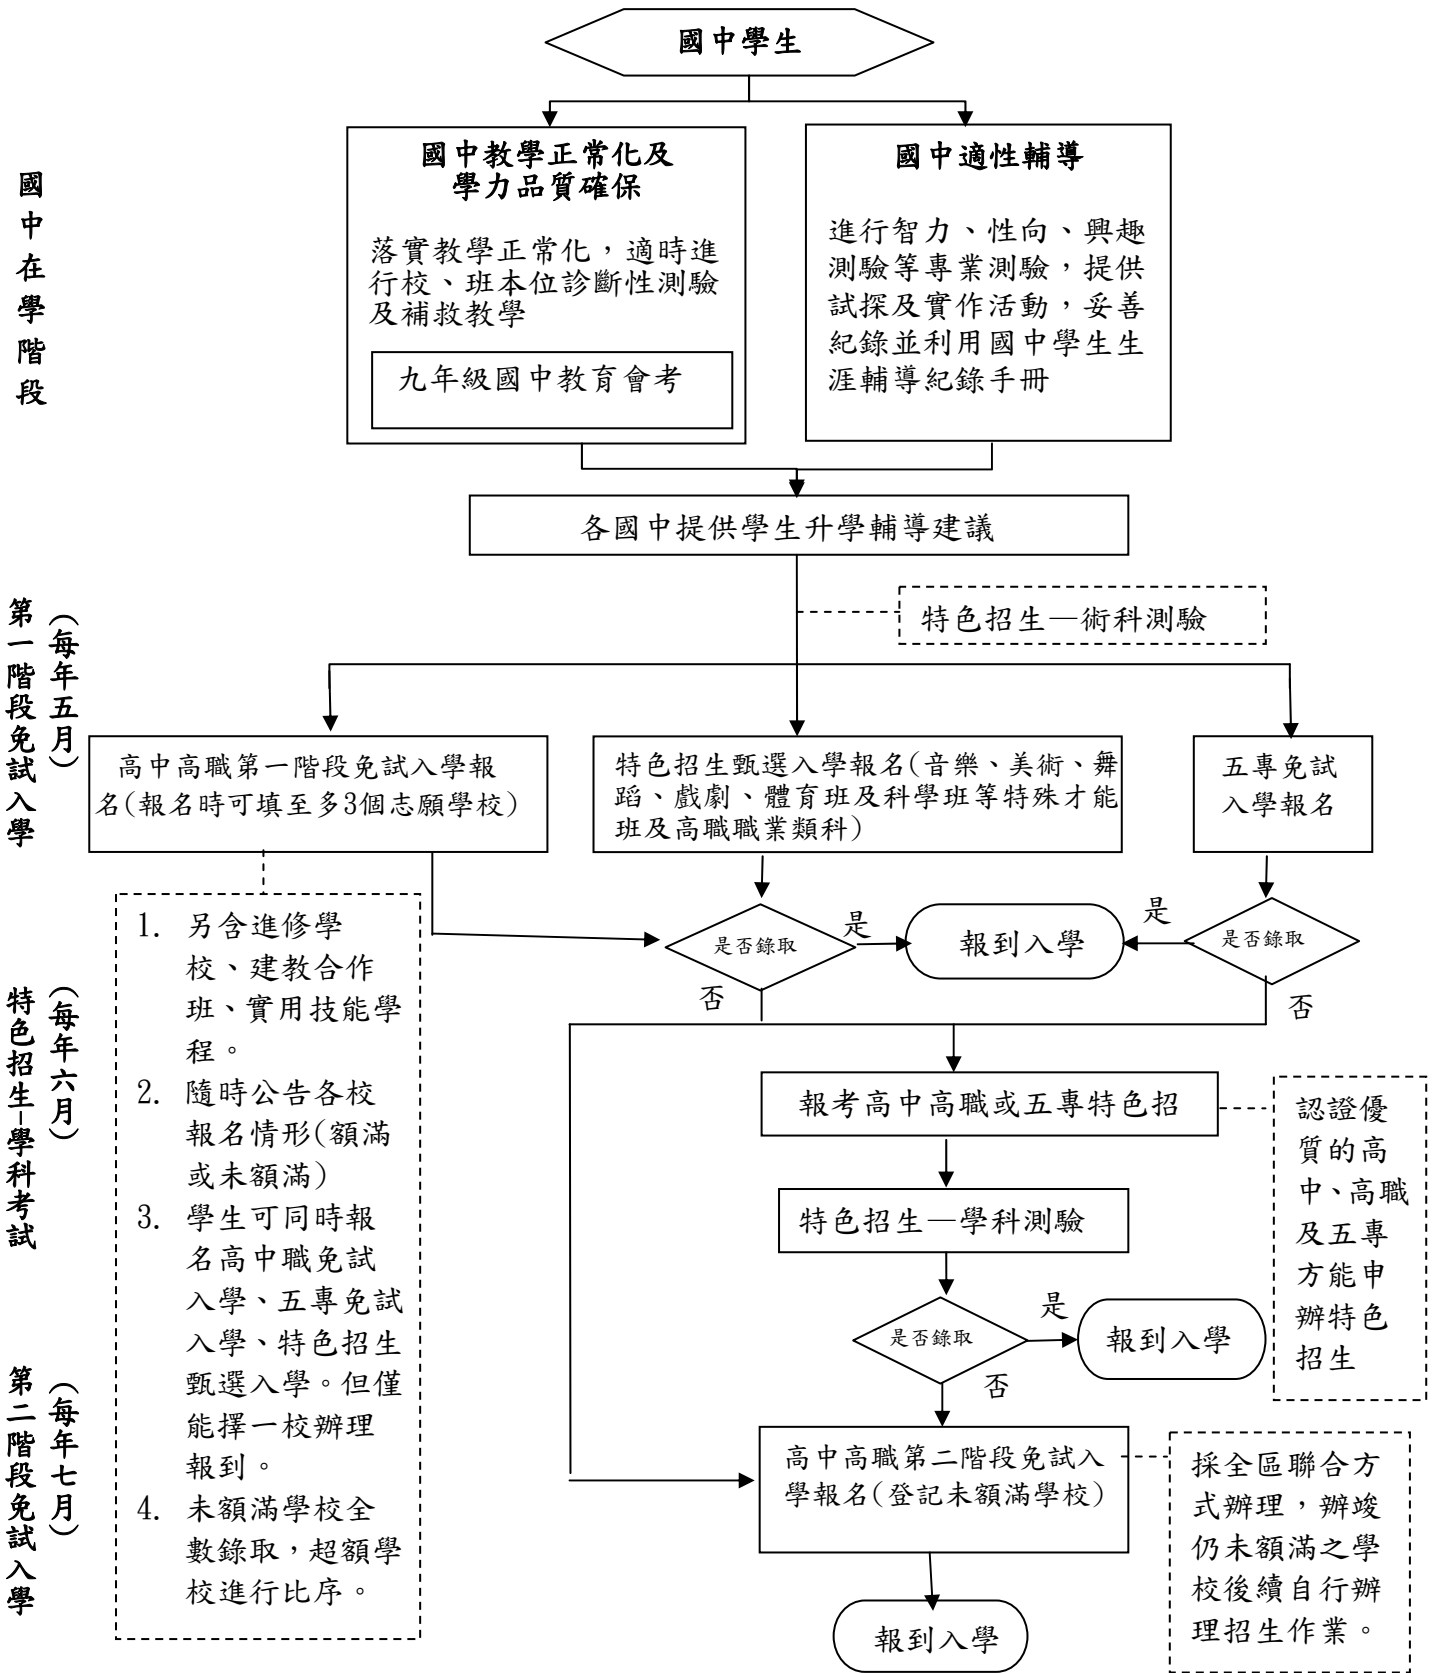 國中學生
國中在學階段
國中教學正常化及
學力品質確保
落實教學正常化，適時進
行校、班本位診斷性測驗
及補救教學
九年級國中教育會考
國中適性輔導
進行智力、性向、興趣
測驗等專業測驗，提供
試探及實作活動，妥善
紀錄並利用國中學生生
涯輔導紀錄手冊
各國中提供學生升學輔導建議
特色招生—術科測驗
第一階段免試入學
(每年五月)
高中高職第一階段免試入學報
名(報名時可填至多3個志願學校)
特色招生甄選入學報名(音樂、美術、舞
蹈、戲劇、體育班及科學班等特殊才能
班及高職職業類科)
五專免試
入學報名
1. 另含進修學
校、建教合作
班、實用技能學
程。
2. 隨時公告各校
報名情形(額滿
或未額滿)
3. 學生可同時報
名高中職免試
入學、五專免試
入學、特色招生
甄選入學。但僅
能擇一校辦理
報到。
4. 未額滿學校全
數錄取，超額學
校進行比序。
是否錄取
是
報到入學
是
是否錄取
否
否
特色招生-學科考試
(每年六月)
報考高中高職或五專特色招
認證優
質的高
中、高職
及五專
方能申
辦特色
招生
特色招生—學科測驗
是否錄取
是
報到入學
否
第二階段免試入學
(每年七月)
高中高職第二階段免試入
學報名(登記未額滿學校)
採全區聯合方
式辦理，辦竣
仍未額滿之學
校後續自行辦
理招生作業。
報到入學